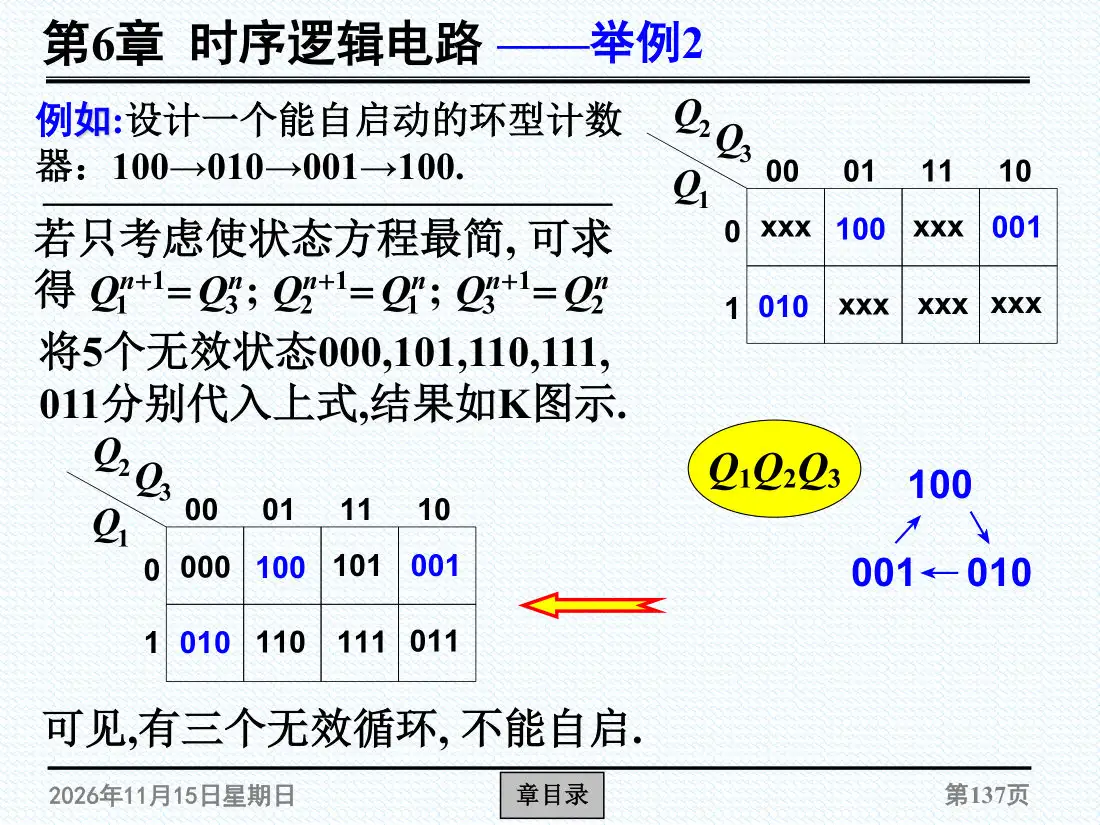 第6章 时序逻辑电路 ——举例2
例如:设计一个能自启动的环型计数
器：100→010→001→100.
若只考虑使状态方程最简, 可求
得 Q₁ⁿ⁺¹=Q₃ⁿ; Q₂ⁿ⁺¹=Q₁ⁿ; Q₃ⁿ⁺¹=Q₂ⁿ
将5个无效状态000,101,110,111,
011分别代入上式,结果如K图示.
Q₂Q₃
Q₁
00 01 11 10
0 xxx 100 xxx 001
1 010 xxx xxx xxx
Q₂Q₃
Q₁
00 01 11 10
0 000 100 101 001
1 010 110 111 011
Q₁Q₂Q₃
100
001←010
可见,有三个无效循环, 不能自启.
2026年11月15日星期日
章目录
第137页